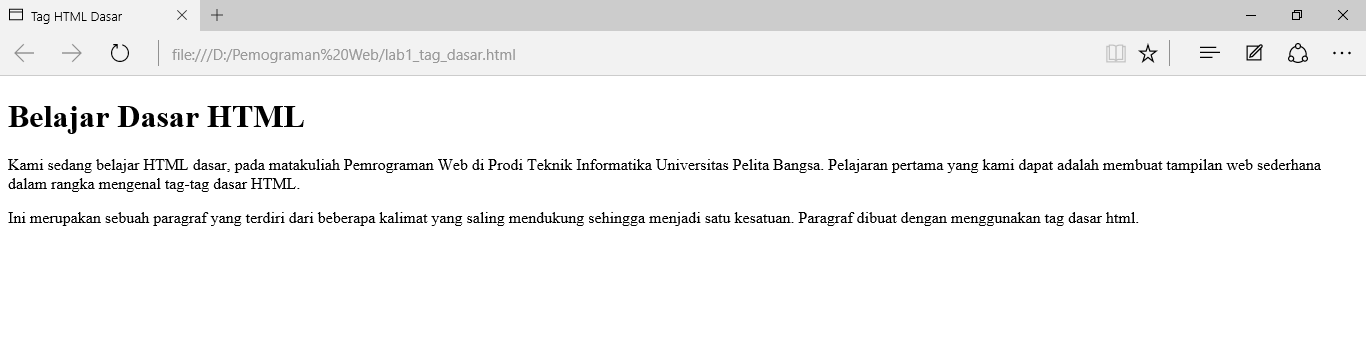 Tag HTML Dasar
file:///D:/Pemograman%20Web/lab1_tag_dasar.html
Belajar Dasar HTML
Kami sedang belajar HTML dasar, pada matakuliah Pemrograman Web di Prodi Teknik Informatika Universitas Pelita Bangsa. Pelajaran pertama yang kami dapat adalah membuat tampilan web sederhana
dalam rangka mengenal tag-tag dasar HTML.
Ini merupakan sebuah paragraf yang terdiri dari beberapa kalimat yang saling mendukung sehingga menjadi satu kesatuan. Paragraf dibuat dengan menggunakan tag dasar html.